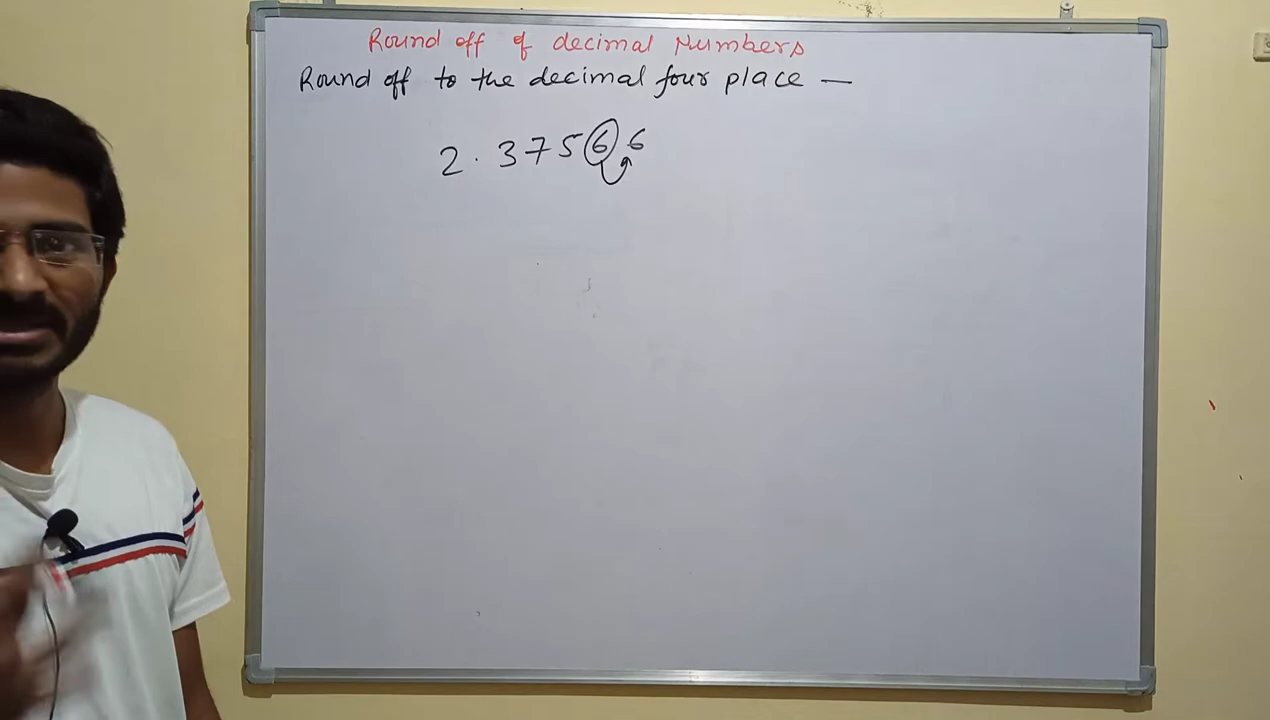 Round off of decimal Numbers
Round off to the decimal four place —
2.37566